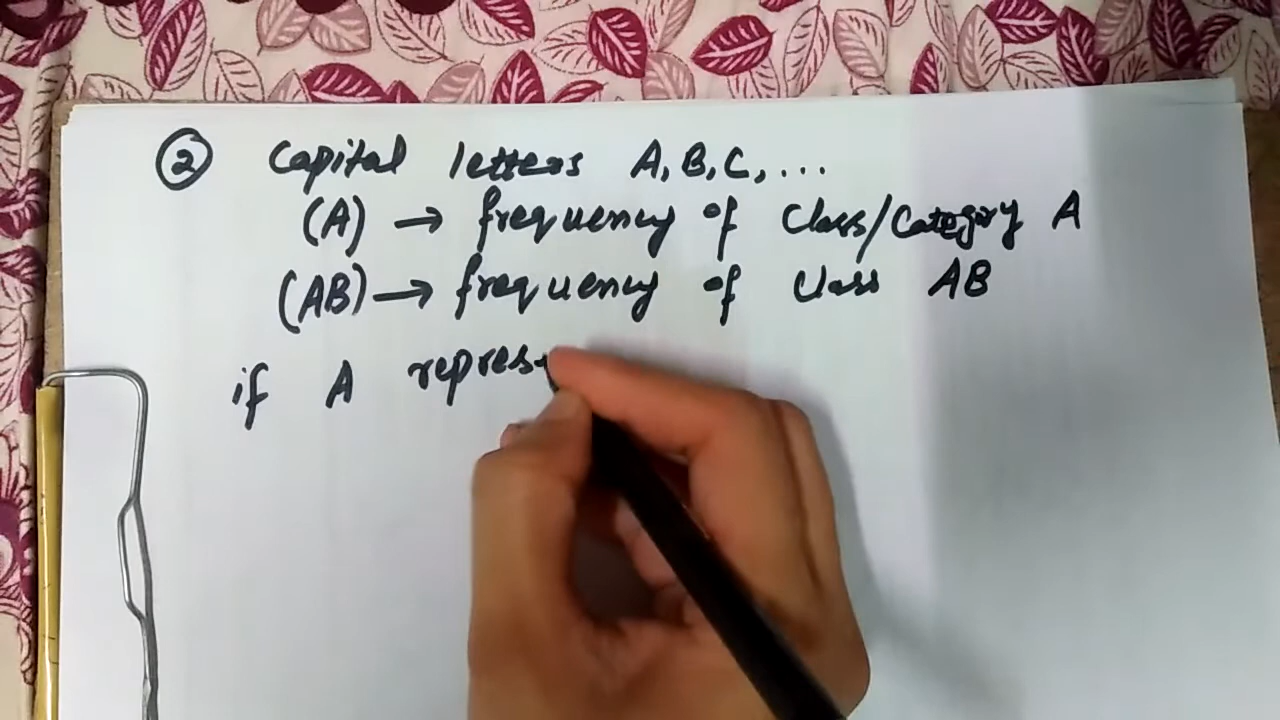 ② Capital letters A, B, C, ...
(A) → frequency of Class/Category A
(AB) → frequency of Class AB
if A repres